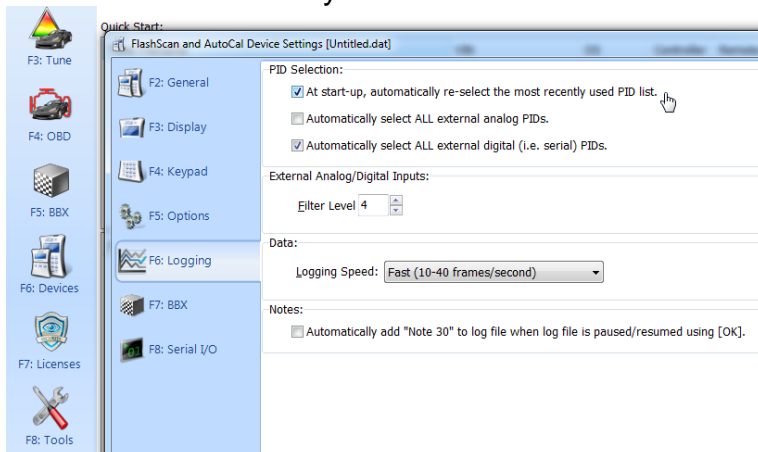 Quick Start:
F3: Tune
F4: OBD
F5: BBX
F6: Devices
F7: Licenses
F8: Tools
FlashScan and AutoCal Device Settings [Untitled.dat]
F2: General
F3: Display
F4: Keypad
F5: Options
F6: Logging
F7: BBX
F8: Serial I/O
PID Selection:
At start-up, automatically re-select the most recently used PID list.
Automatically select ALL external analog PIDs.
Automatically select ALL external digital (i.e. serial) PIDs.
External Analog/Digital Inputs:
Filter Level 4
Data:
Logging Speed: Fast (10-40 frames/second)
Notes:
Automatically add "Note 30" to log file when log file is paused/resumed using [OK].